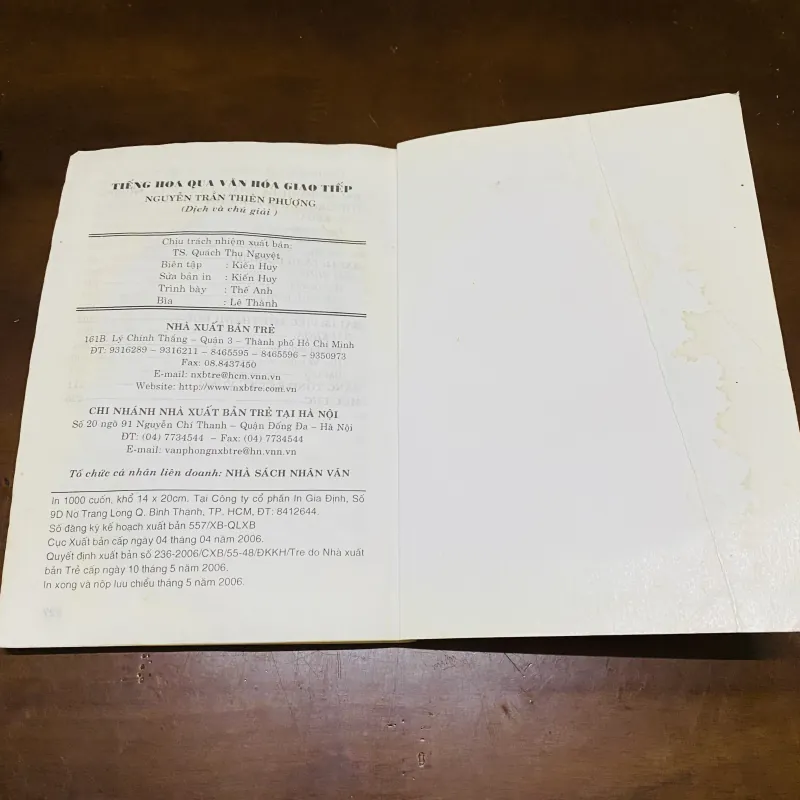 TIẾNG HOA QUA VĂN HÓA GIAO TIẾP
NGUYỄN TRẦN THIÊN PHƯƠNG
(Dịch và chú giải )
Chịu trách nhiệm xuất bản:
TS. Quách Thu Nguyệt
Biên tập : Kiến Huy
Sửa bản in : Kiến Huy
Trình bày : Thế Anh
Bìa : Lê Thành
NHÀ XUẤT BẢN TRẺ
161B. Lý Chính Thắng – Quận 3 – Thành phố Hồ Chí Minh
ĐT: 9316289 – 9316211 – 8465595 – 8465596 – 9350973
Fax: 08.8437450
E-mail: nxbtre@hcm.vnn.vn
Website: http://www.nxbtre.com.vn
CHI NHÁNH NHÀ XUẤT BẢN TRẺ TẠI HÀ NỘI
Số 20 ngõ 91 Nguyễn Chí Thanh – Quận Đống Đa – Hà Nội
ĐT: (04) 7734544 – Fax: (04) 7734544
E-mail: vanphongnxbtre@hn.vnn.vn
Tổ chức cá nhân liên doanh: NHÀ SÁCH NHÂN VĂN
In 1000 cuốn, khổ 14 x 20cm. Tại Công ty cổ phần In Gia Định, Số
9D Nơ Trang Long Q. Bình Thạnh, TP. HCM, ĐT: 8412644.
Số đăng ký kế hoạch xuất bản 557/XB-QLXB
Cục Xuất bản cấp ngày 04 tháng 04 năm 2006.
Quyết định xuất bản số 236-2006/CXB/55-48/ĐKKH/Tre do Nhà xuất
bản Trẻ cấp ngày 10 tháng 5 năm 2006.
In xong và nộp lưu chiểu tháng 5 năm 2006.